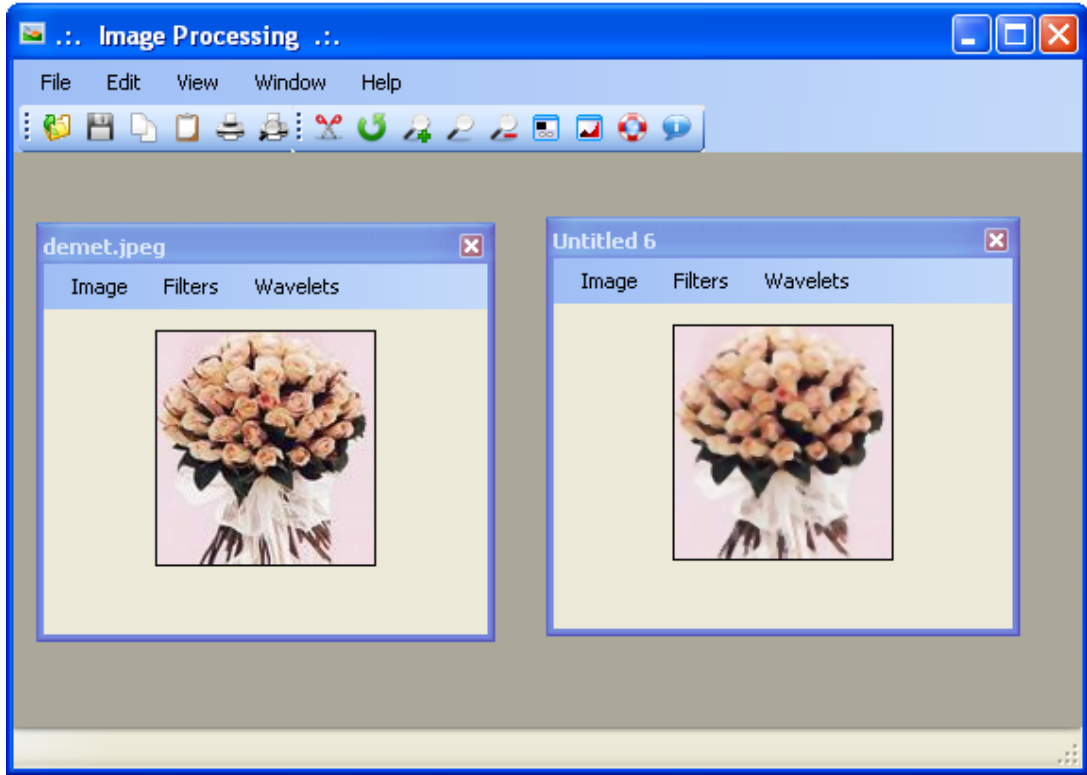 .:. Image Processing .:.
File Edit View Window Help
demet.jpeg
Image Filters Wavelets
Untitled 6
Image Filters Wavelets